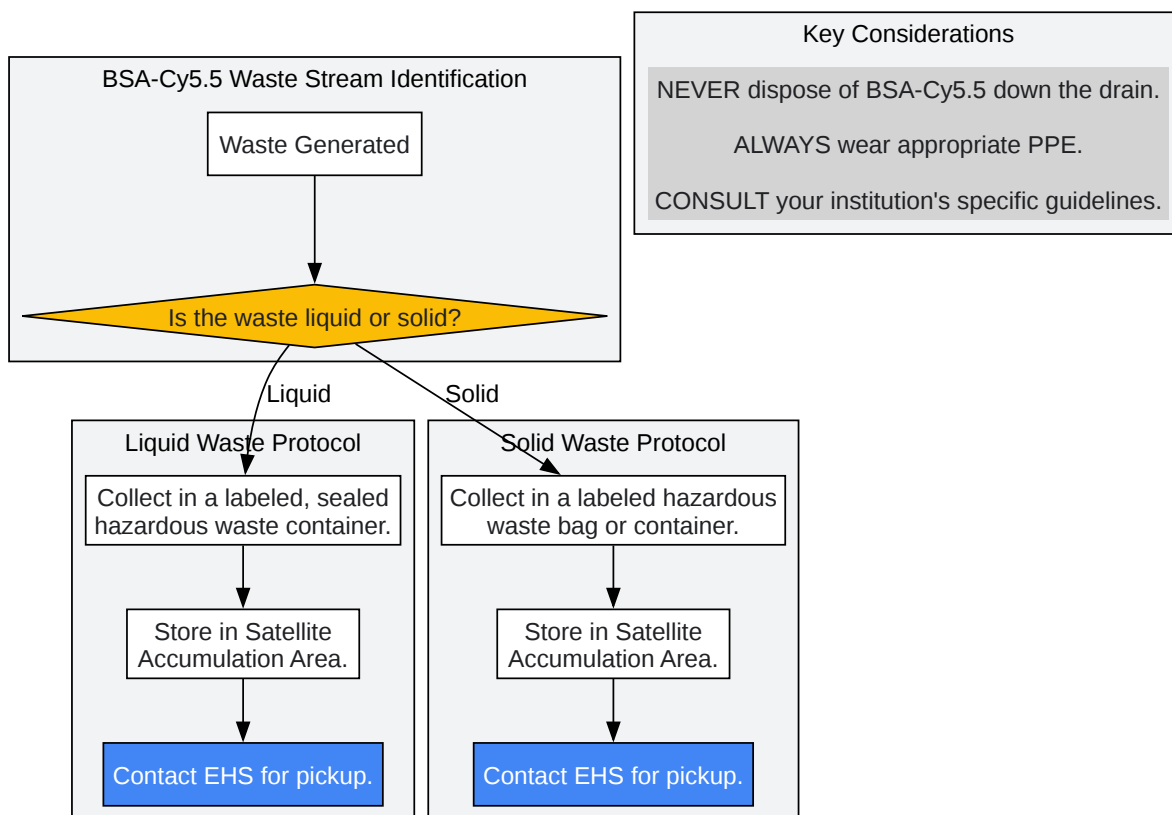 Key Considerations
NEVER dispose of BSA-Cy5.5 down the drain.
ALWAYS wear appropriate PPE.
CONSULT your institution's specific guidelines.
BSA-Cy5.5 Waste Stream Identification
Waste Generated
Is the waste liquid or solid?
Liquid
Solid
Liquid Waste Protocol
Collect in a labeled, sealed
hazardous waste container.
Store in Satellite
Accumulation Area.
Contact EHS for pickup.
Solid Waste Protocol
Collect in a labeled hazardous
waste bag or container.
Store in Satellite
Accumulation Area.
Contact EHS for pickup.